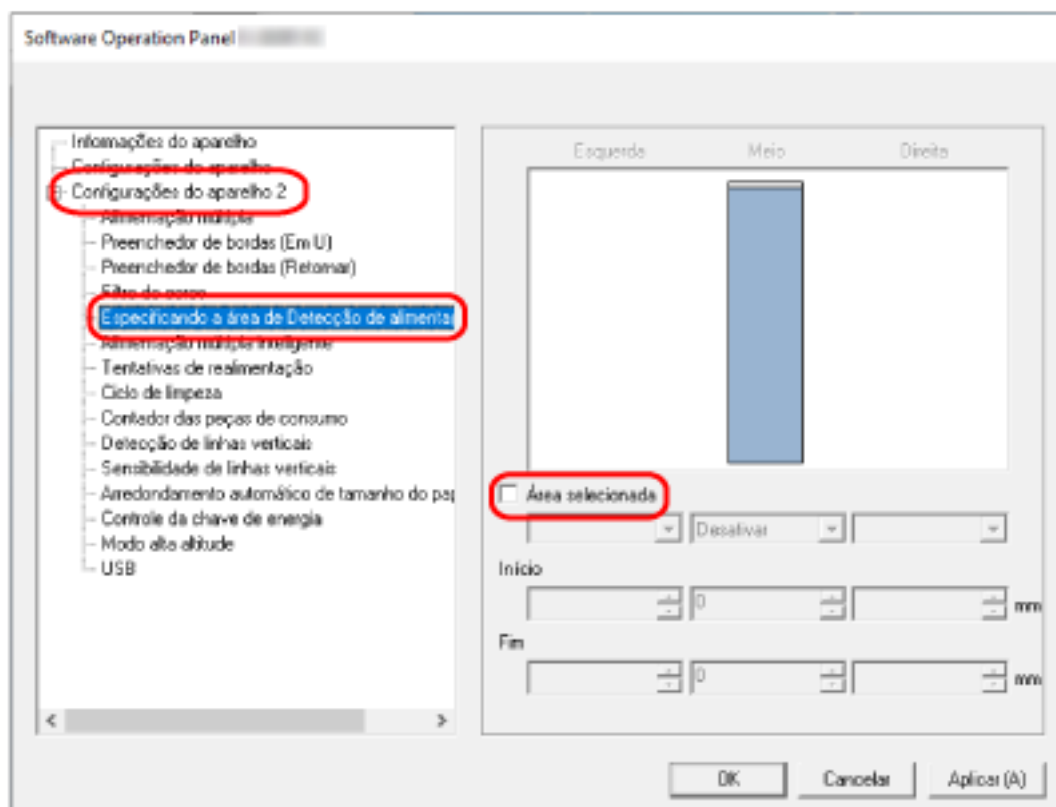 Software Operation Panel
Informações do aparelho
Configurações do aparelho
Configurações do aparelho 2
Alimentação múltipla
Preenchedor de bordas (Em U)
Preenchedor de bordas (Retornar)
Filtro de
Especificando a área de Detecção de alimenta
Alimentação múltipla inteligente
Tentativas de realimentação
Ciclo de limpeza
Contador das peças de consumo
Detecção de linhas verticais
Sensibilidade de linhas verticais
Arredondamento automático de tamanho do pap
Controle da chave de energia
Modo alta altitude
USB
Esquerda Meio Direita
Área selecionada
Desativar
Início
0 mm
Fim
0 mm
OK Cancelar Aplicar (A)